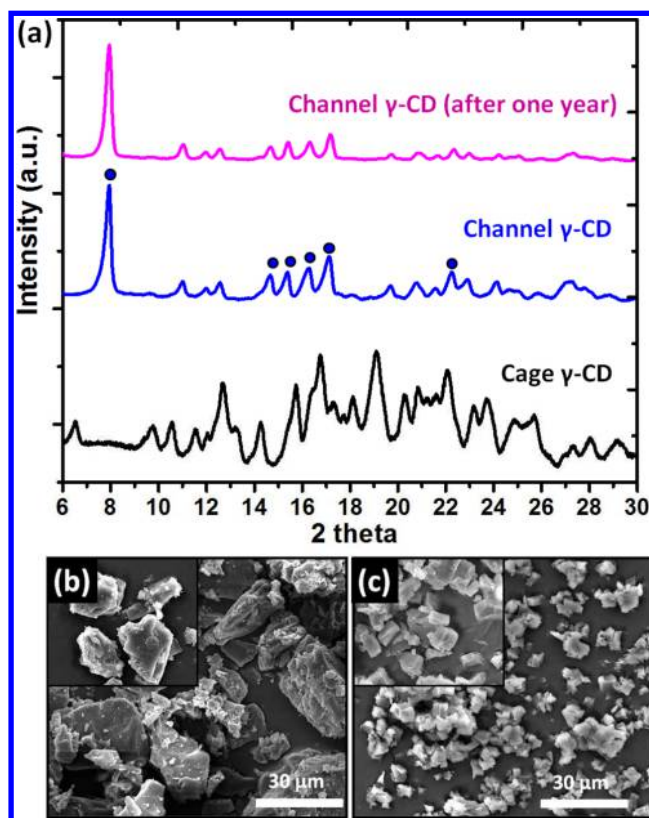 (a)
Channel γ-CD (after one year)
Channel γ-CD
Cage γ-CD
Intensity (a.u.)
6 8 10 12 14 16 18 20 22 24 26 28 30
2 theta
(b)
30 μm
(c)
30 μm